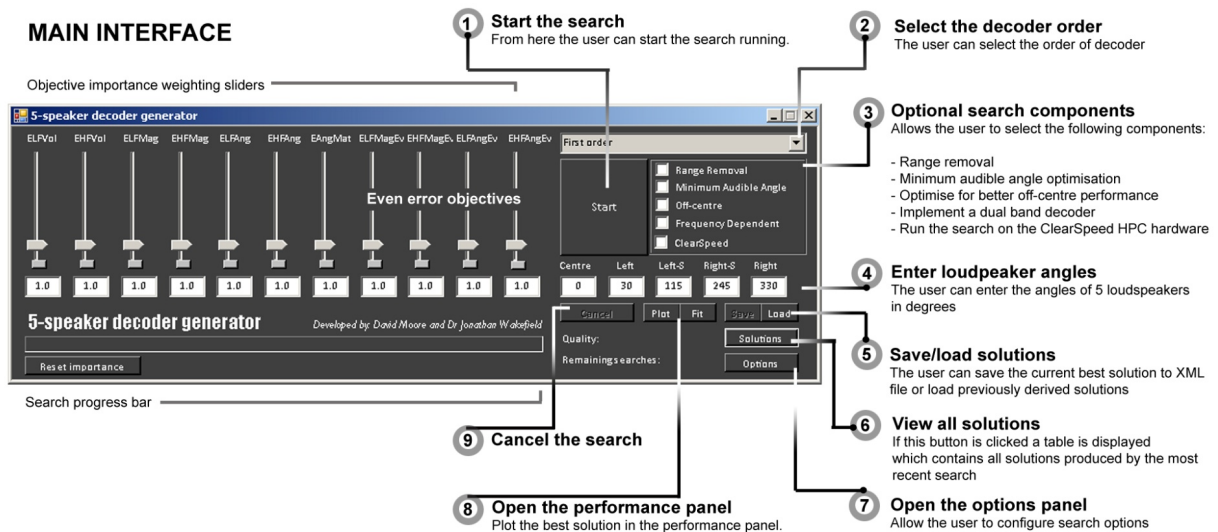 MAIN INTERFACE
1 Start the search
From here the user can start the search running.
2 Select the decoder order
The user can select the order of decoder
Objective importance weighting sliders
5-speaker decoder generator
ELFVol EHFVol ELFMag EHFMag ELFAng EHFAng EAngMat ELFMagEv EHFMagEv ELFAngEv EHFAngEv
Even error objectives
1.0 1.0 1.0 1.0 1.0 1.0 1.0 1.0 1.0 1.0 1.0
First order
Start
Range Removal
Minimum Audible Angle
Off-centre
Frequency Dependent
ClearSpeed
Centre Left Left-S Right-S Right
0 30 115 245 330
Cancel Plot Fit Save Load
5-speaker decoder generator
Developed by: David Moore and Dr Jonathan Wakefield
Quality:
Solutions
Remaining searches:
Options
Reset importance
Search progress bar
3 Optional search components
Allows the user to select the following components:
- Range removal
- Minimum audible angle optimisation
- Optimise for better off-centre performance
- Implement a dual band decoder
- Run the search on the ClearSpeed HPC hardware
4 Enter loudpeaker angles
The user can enter the angles of 5 loudspeakers
in degrees
5 Save/load solutions
The user can save the current best solution to XML
file or load previously derived solutions
6 View all solutions
If this button is clicked a table is displayed
which contains all solutions produced by the most
recent search
7 Open the options panel
Allow the user to configure search options
9 Cancel the search
8 Open the performance panel
Plot the best solution in the performance panel.